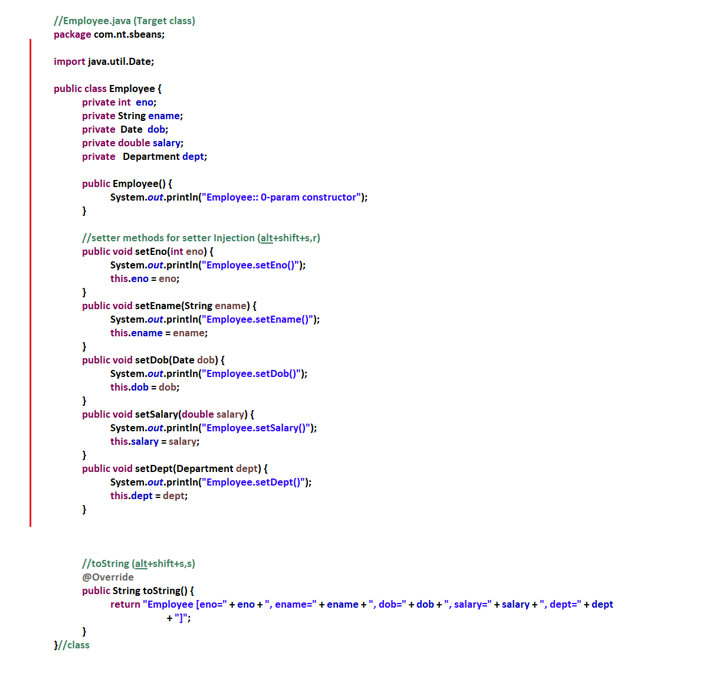 //Employee.java (Target class)
package com.nt.sbeans;
import java.util.Date;
public class Employee {
private int eno;
private String ename;
private Date dob;
private double salary;
private Department dept;
public Employee() {
System.out.println("Employee:: 0-param constructor");
}
//setter methods for setter Injection (alt+shift+s,r)
public void setEno(int eno) {
System.out.println("Employee.setEno()");
this.eno = eno;
}
public void setEname(String ename) {
System.out.println("Employee.setEname()");
this.ename = ename;
}
public void setDob(Date dob) {
System.out.println("Employee.setDob()");
this.dob = dob;
}
public void setSalary(double salary) {
System.out.println("Employee.setSalary()");
this.salary = salary;
}
public void setDept(Department dept) {
System.out.println("Employee.setDept()");
this.dept = dept;
}
//toString (alt+shift+s,s)
@Override
public String toString() {
return "Employee [eno=" + eno + ", ename=" + ename + ", dob=" + dob + ", salary=" + salary + ", dept=" + dept
+ "]";
}
}//class